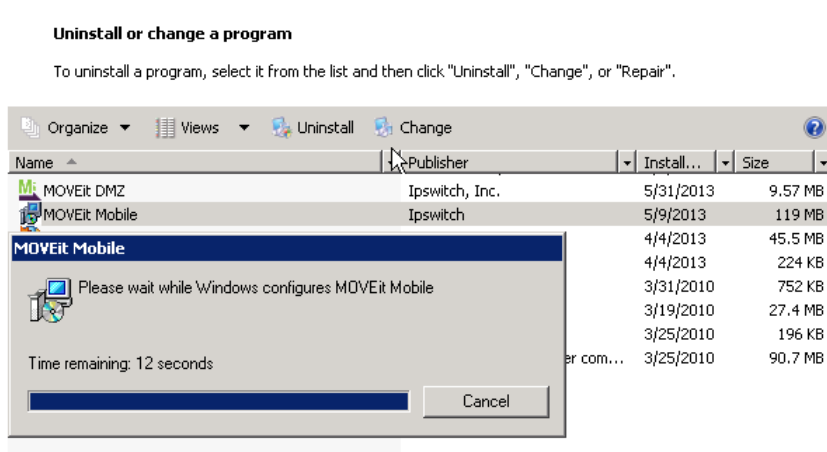 Uninstall or change a program
To uninstall a program, select it from the list and then click "Uninstall", "Change", or "Repair".
Organize Views Uninstall Change
Name Publisher Install... Size
MOVEit DMZ Ipswitch, Inc. 5/31/2013 9.57 MB
MOVEit Mobile Ipswitch 5/9/2013 119 MB
MOVEit Mobile
4/4/2013 45.5 MB
Please wait while Windows configures MOVEit Mobile
4/4/2013 224 KB
3/31/2010 752 KB
3/19/2010 27.4 MB
3/25/2010 196 KB
Time remaining: 12 seconds
er com... 3/25/2010 90.7 MB
Cancel